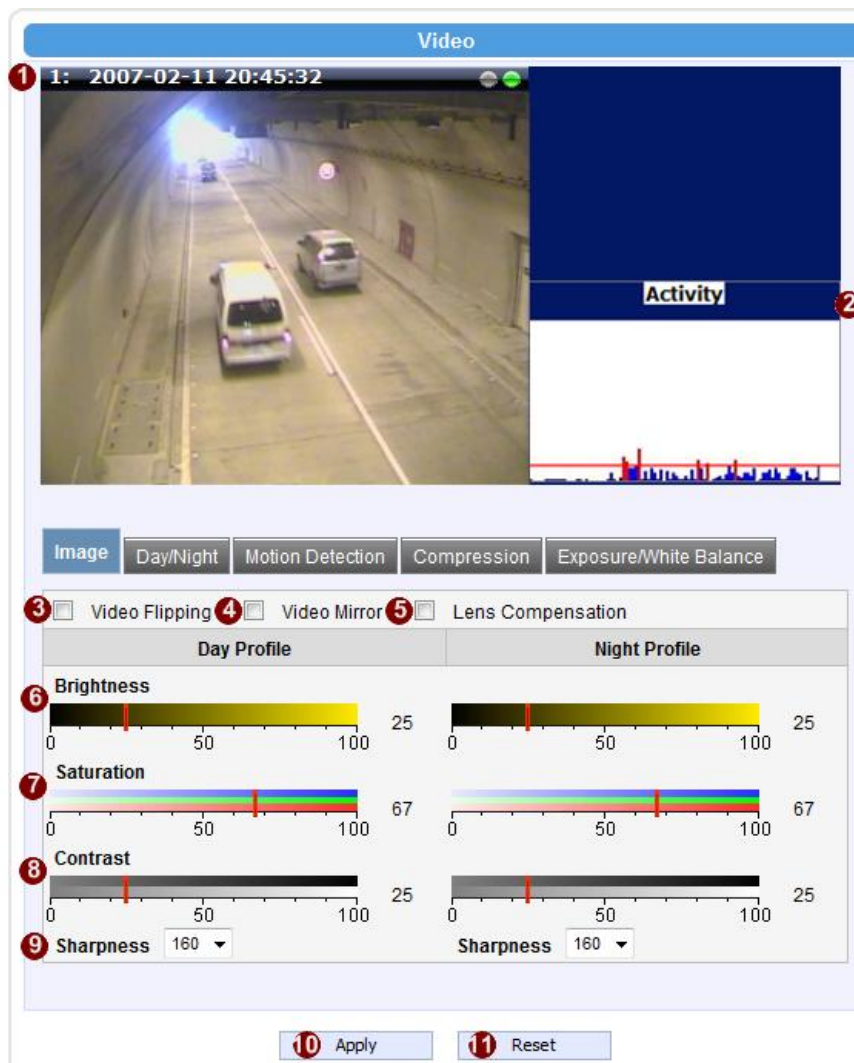 Video
1 1: 2007-02-11 20:45:32
Activity
2
Image Day/Night Motion Detection Compression Exposure/White Balance
3 Video Flipping 4 Video Mirror 5 Lens Compensation
Day Profile Night Profile
Brightness
6 25 25
0 50 100 0 50 100
Saturation
7 67 67
0 50 100 0 50 100
Contrast
8 25 25
0 50 100 0 50 100
9 Sharpness 160 Sharpness 160
10 Apply 11 Reset